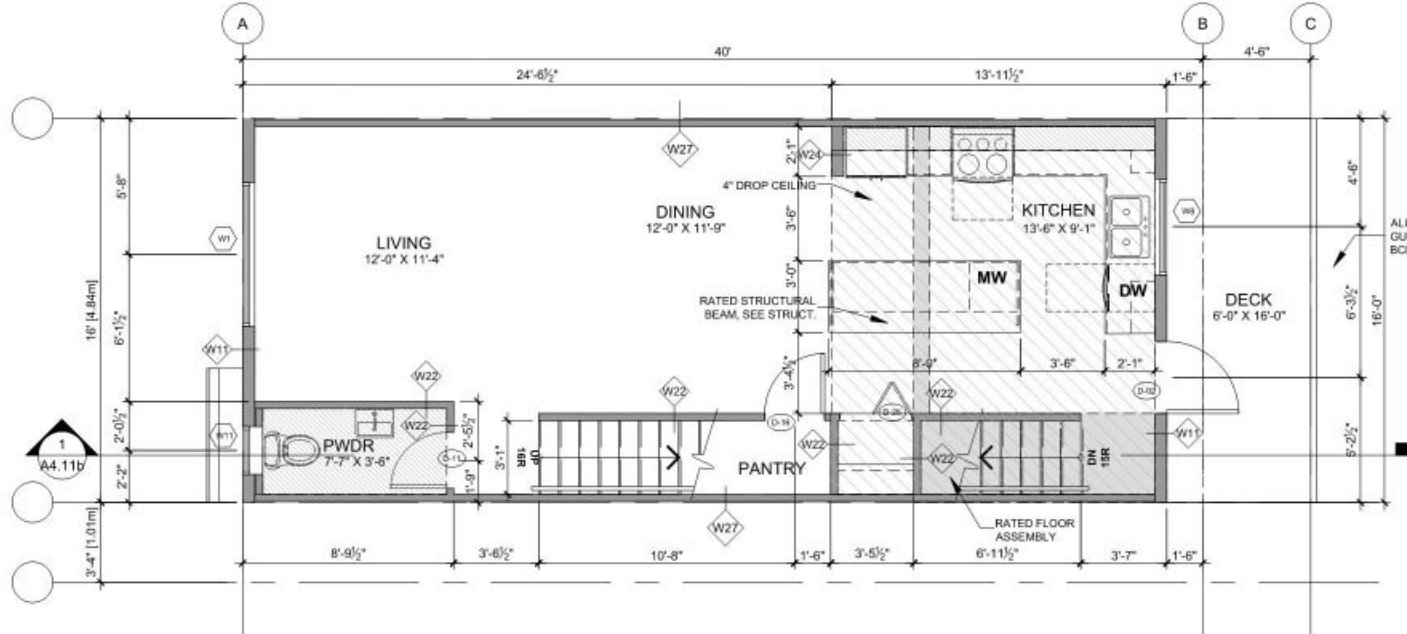 A
B
C
40'
4'-6"
24'-6½"
13'-11½"
1'-6"
W27
W24
2'-1"
4" DROP CEILING
5'-8"
4'-6"
DINING
12'-0" X 11'-9"
KITCHEN
13'-6" X 9'-1"
3'-6"
W1
W8
LIVING
12'-0" X 11'-4"
MW
DW
3'-0"
RATED STRUCTURAL
BEAM, SEE STRUCT.
DECK
6'-0" X 16'-0"
16' [4.84m]
6'-1½"
6'-3½"
16'-0"
W11
W22
W22
W22
3'-4½"
3'-6"
2'-1"
D-02
2'-0½"
W11
W22
2'-5½"
D-16
W11
1
A4.11b
PWDR
7'-7" X 3'-6"
D-11
3'-1"
UP
16R
PANTRY
W22
W22
DN
15R
5'-2½"
2'-2"
1'-9"
W27
RATED FLOOR
ASSEMBLY
3'-4" [1.01m]
8'-9½"
3'-6½"
10'-8"
1'-6"
3'-5½"
6'-11½"
3'-7"
1'-6"